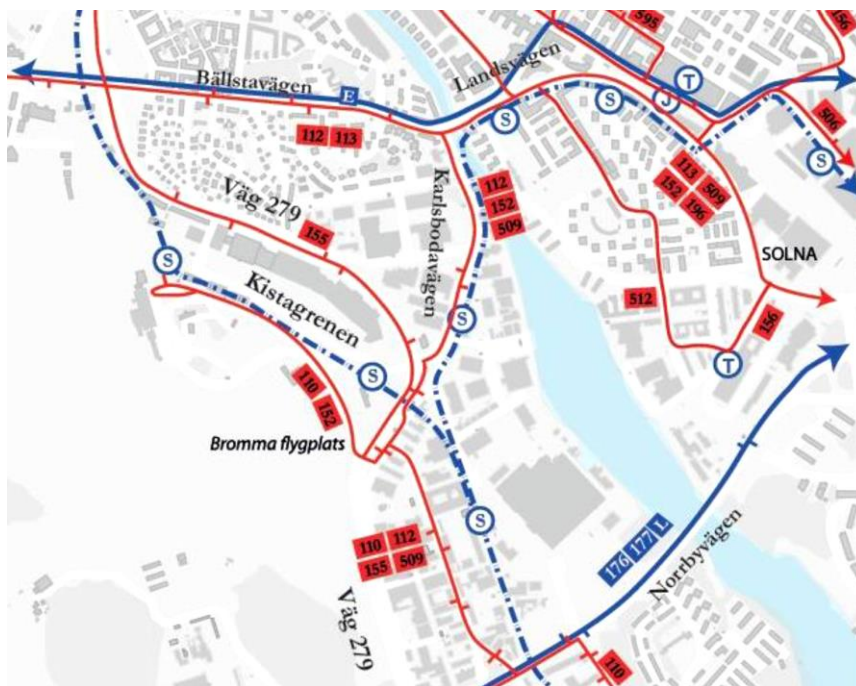 595
156
T
Landsvägen
J
Bällstavägen
E
S
S
506
S
112 113
Karlsbodavägen
112
152
509
113 509
152 196
Väg 279
155
SOLNA
S
Kistagrenen
512
156
S
T
S
110
152
Bromma flygplats
S
176 177 L
Norrbyvägen
110 112
155 509
Väg 279
110